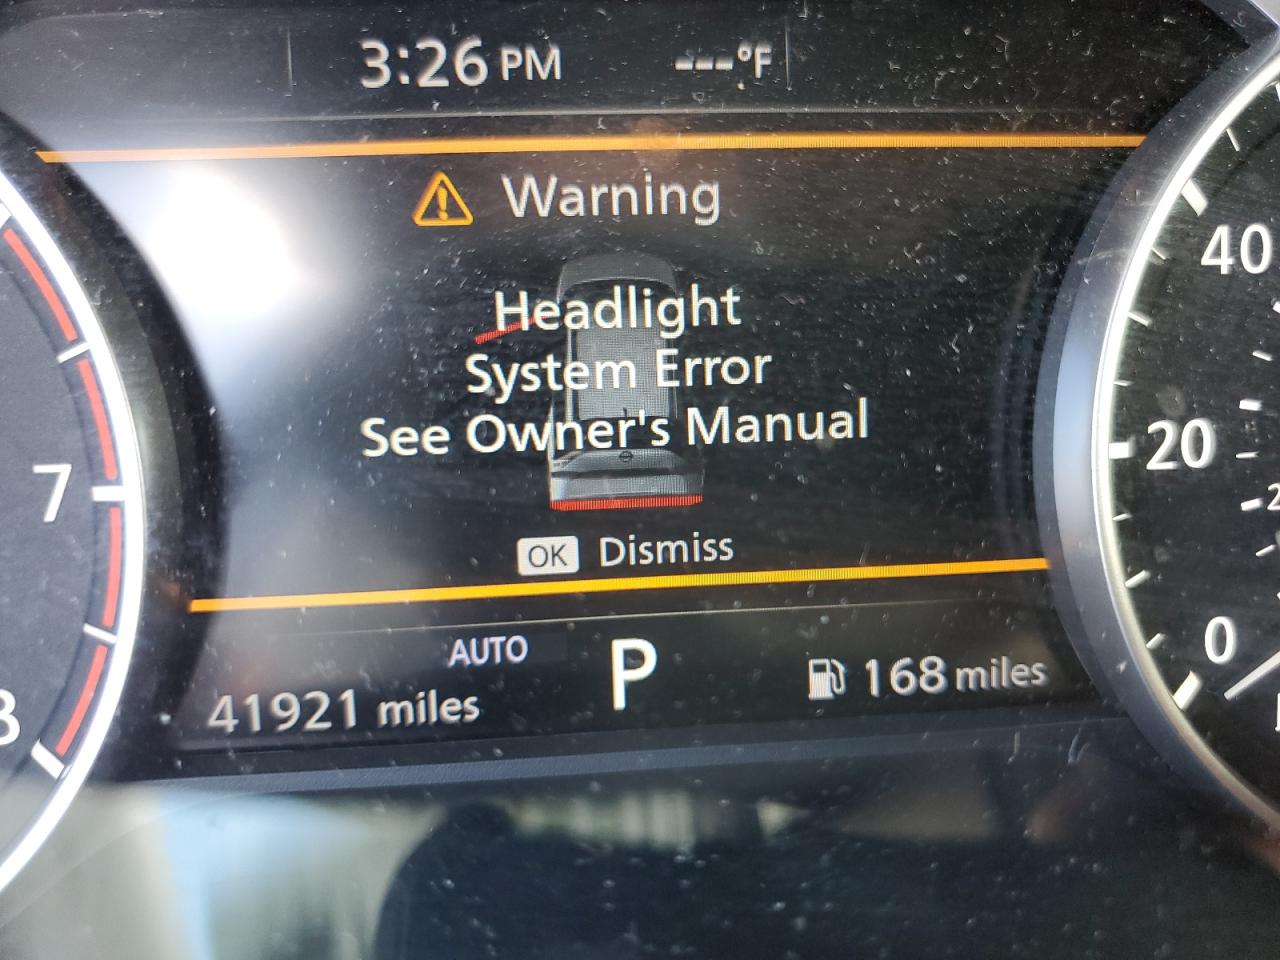 3:26 PM ---°F
Warning
Headlight
System Error
See Owner's Manual
OK Dismiss
AUTO
P
41921 miles
168 miles
7
40
20
0